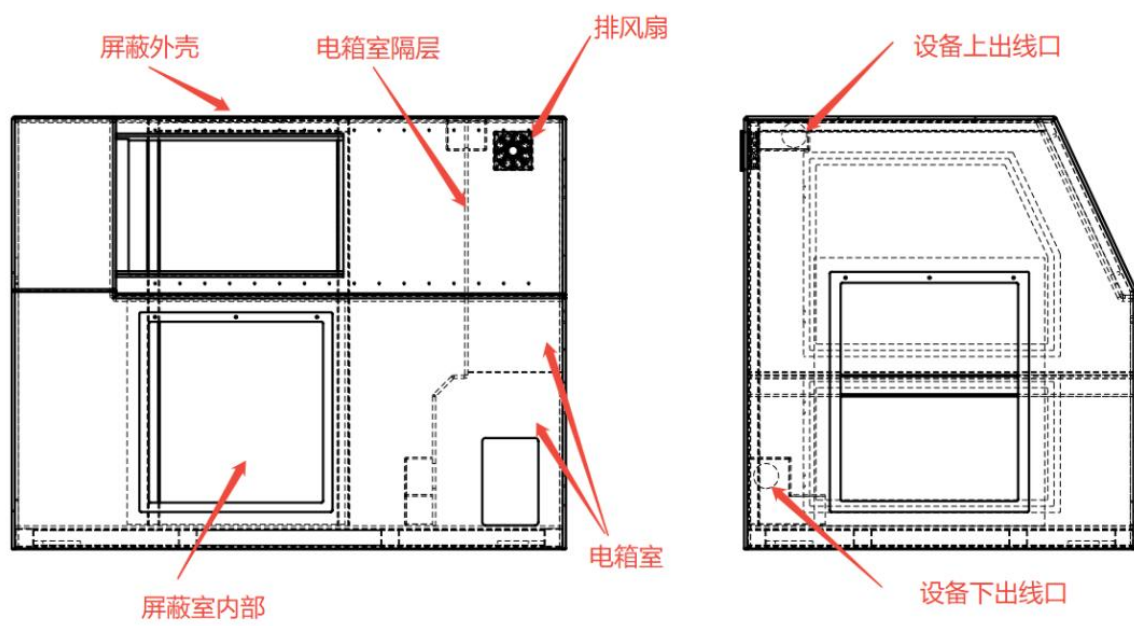 排风扇
屏蔽外壳
电箱室隔层
设备上出线口
电箱室
屏蔽室内部
设备下出线口